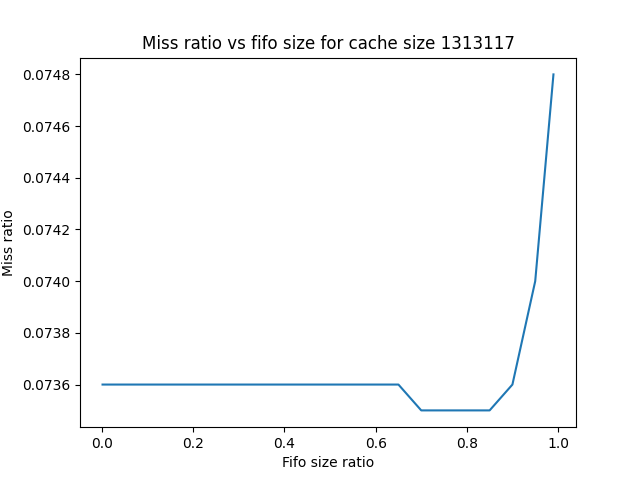 Miss ratio vs fifo size for cache size 1313117
0.0748
0.0746
0.0744
0.0742
0.0740
0.0738
0.0736
Miss ratio
0.0 0.2 0.4 0.6 0.8 1.0
Fifo size ratio